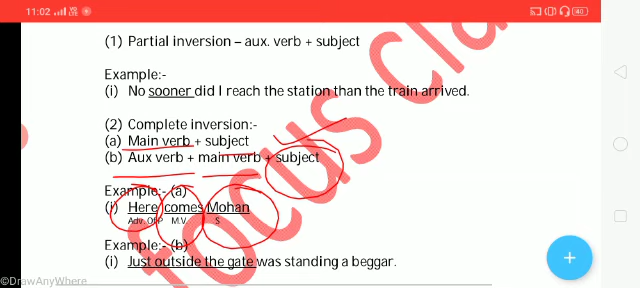 11:02
40
(1) Partial inversion – aux. verb + subject
Example:-
(i) No sooner did I reach the station than the train arrived.
(2) Complete inversion:-
(a) Main verb + subject
(b) Aux verb + main verb + subject
Example:- (a)
(i) Here comes Mohan
Adv. Of P M.V. S
Example:- (b)
(i) Just outside the gate was standing a beggar.
focus Cla
©DrawAnyWhere